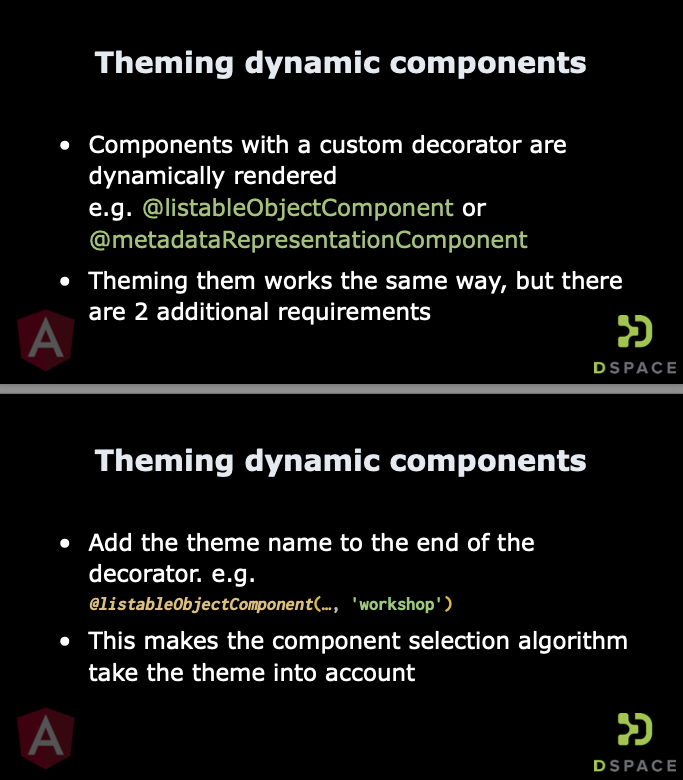 Theming dynamic components
• Components with a custom decorator are
dynamically rendered
e.g. @listableObjectComponent or
@metadataRepresentationComponent
• Theming them works the same way, but there
are 2 additional requirements
A
DSPACE
Theming dynamic components
• Add the theme name to the end of the
decorator. e.g.
@listableObjectComponent(…, 'workshop')
• This makes the component selection algorithm
take the theme into account
A
DSPACE